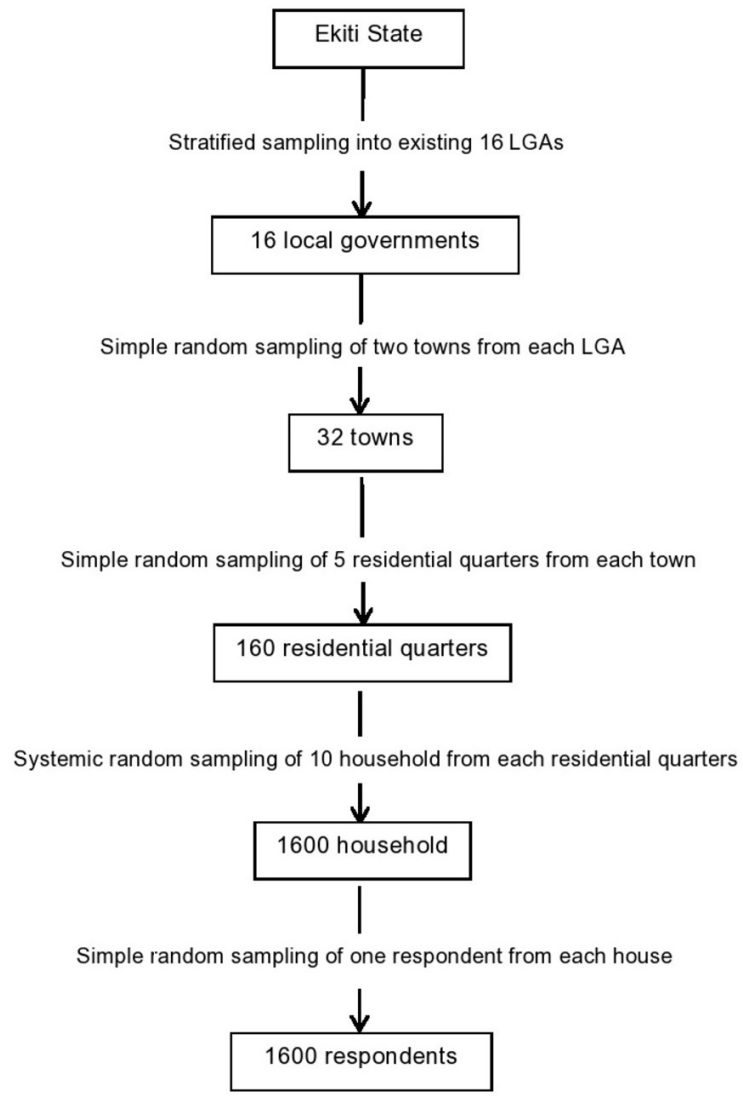 Ekiti State
Stratified sampling into existing 16 LGAs
16 local governments
Simple random sampling of two towns from each LGA
32 towns
Simple random sampling of 5 residential quarters from each town
160 residential quarters
Systemic random sampling of 10 household from each residential quarters
1600 household
Simple random sampling of one respondent from each house
1600 respondents